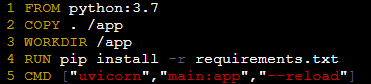 1 FROM python:3.7
2 COPY . /app
3 WORKDIR /app
4 RUN pip install -r requirements.txt
5 CMD ["uvicorn","main:app","--reload"]